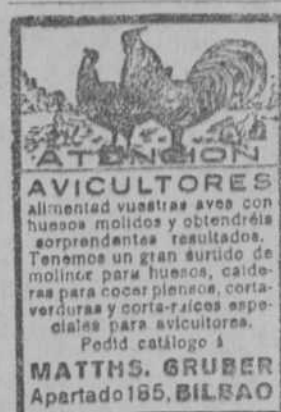 ATENCION
AVICULTORES
alimentad vuestras aves con
huesos molidos y obtendréis
sorprendentes resultados.
Tenemos un gran surtido de
molinos para huesos, calde-
ras para cocer piensos, corta-
verduras y corta-raíces espe-
ciales para avicultores.
Pedid catálogo á
MATTHS. GRUBER
Apartado 185, BILBAO